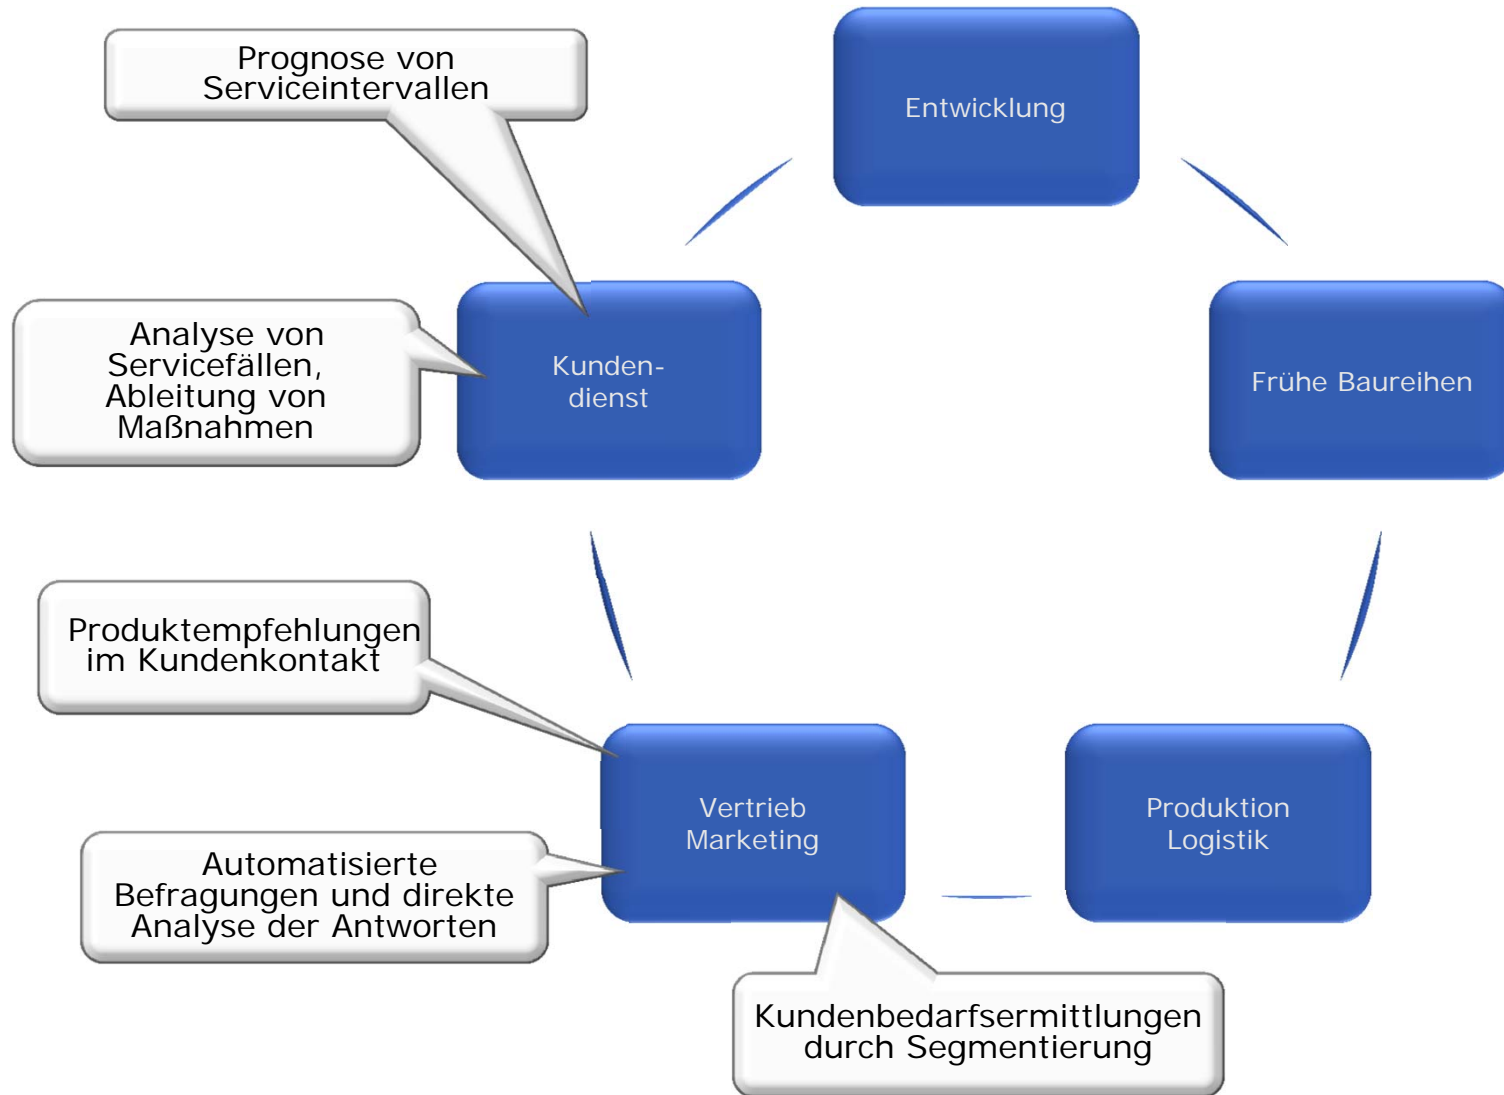 Prognose von
Serviceintervallen
Entwicklung
Analyse von
Servicefällen,
Ableitung von
Maßnahmen
Kunden-
dienst
Frühe Baureihen
Produktempfehlungen
im Kundenkontakt
Vertrieb
Marketing
Produktion
Logistik
Automatisierte
Befragungen und direkte
Analyse der Antworten
Kundenbedarfsermittlungen
durch Segmentierung